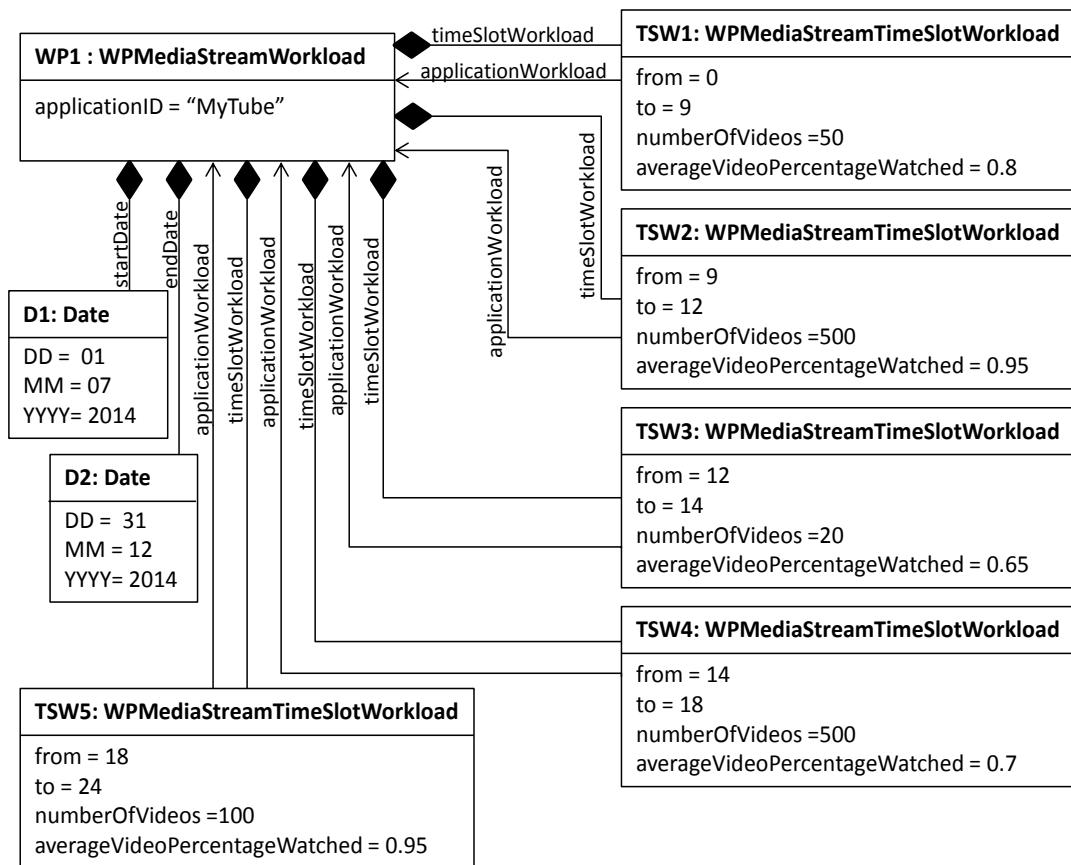 WP1 : WPMediaStreamWorkload
applicationID = “MyTube”
timeSlotWorkload
applicationWorkload
TSW1: WPMediaStreamTimeSlotWorkload
from = 0
to = 9
numberOfVideos =50
averageVideoPercentageWatched = 0.8
timeSlotWorkload
applicationWorkload
TSW2: WPMediaStreamTimeSlotWorkload
from = 9
to = 12
numberOfVideos =500
averageVideoPercentageWatched = 0.95
startDate
endDate
applicationWorkload
timeSlotWorkload
applicationWorkload
timeSlotWorkload
applicationWorkload
timeSlotWorkload
D1: Date
DD =  01
MM = 07
YYYY= 2014
D2: Date
DD =  31
MM = 12
YYYY= 2014
TSW3: WPMediaStreamTimeSlotWorkload
from = 12
to = 14
numberOfVideos =20
averageVideoPercentageWatched = 0.65
TSW4: WPMediaStreamTimeSlotWorkload
from = 14
to = 18
numberOfVideos =500
averageVideoPercentageWatched = 0.7
TSW5: WPMediaStreamTimeSlotWorkload
from = 18
to = 24
numberOfVideos =100
averageVideoPercentageWatched = 0.95